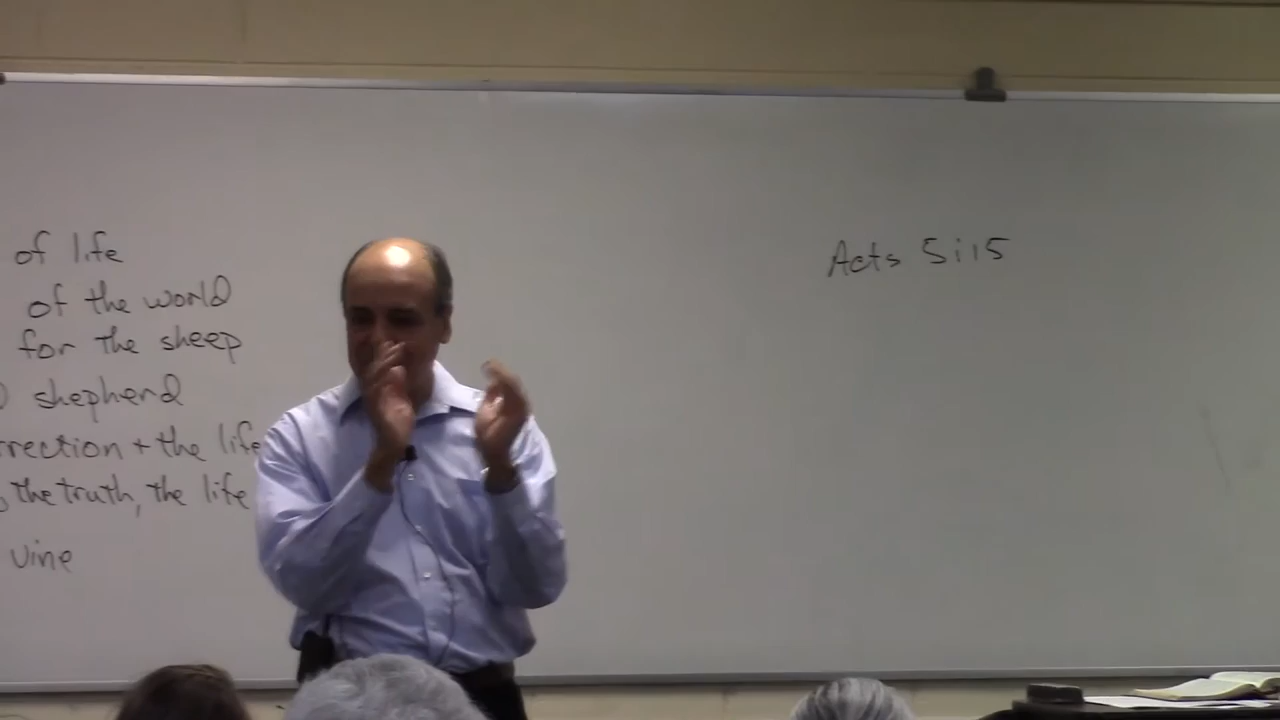 of life
of the world
for the sheep
shepherd
rrection + the life
, the truth, the life
vine
Acts 5:15